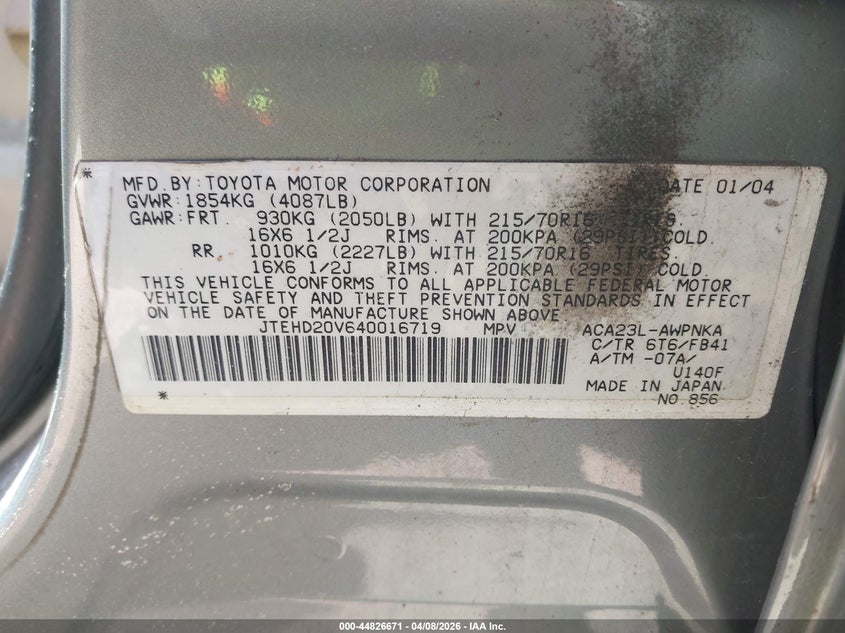 * MFD. BY: TOYOTA MOTOR CORPORATION DATE 01/04
GVWR: 1854KG (4087LB)
GAWR: FRT. 930KG (2050LB) WITH 215/70R16 TIRES
16X6 1/2J RIMS. AT 200KPA (29PSI) COLD.
RR 1010KG (2227LB) WITH 215/70R16 TIRES
16X6 1/2J RIMS. AT 200KPA (29PSI) COLD.
THIS VEHICLE CONFORMS TO ALL APPLICABLE FEDERAL MOTOR
VEHICLE SAFETY AND THEFT PREVENTION STANDARDS IN EFFECT
ON THE DATE OF MANUFACTURE SHOWN ABOVE
JTEHD20V640016719 MPV ACA23L-AWPNKA
C/TR 6T6/FB41
A/TM -07A/
U140F
MADE IN JAPAN
* NO 856
000-44826671 - 04/08/2026 - IAA Inc.